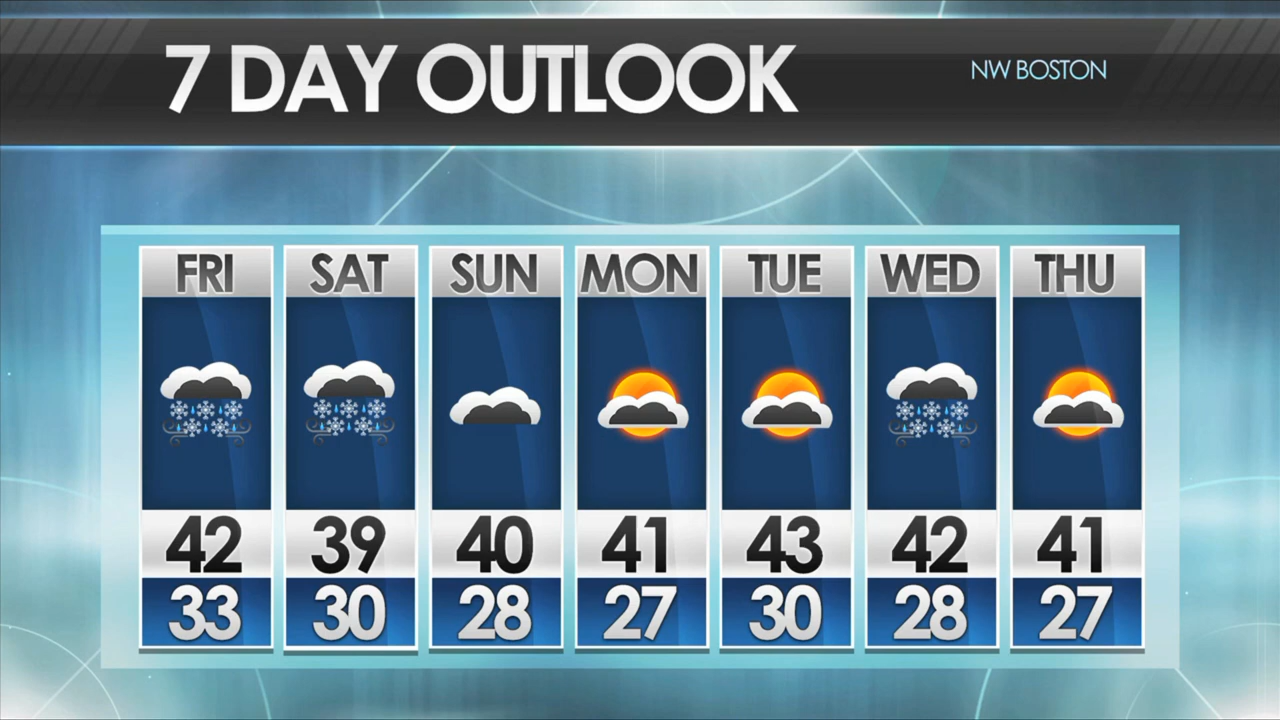 7 DAY OUTLOOK
NW BOSTON
FRI SAT SUN MON TUE WED THU
42 39 40 41 43 42 41
33 30 28 27 30 28 27